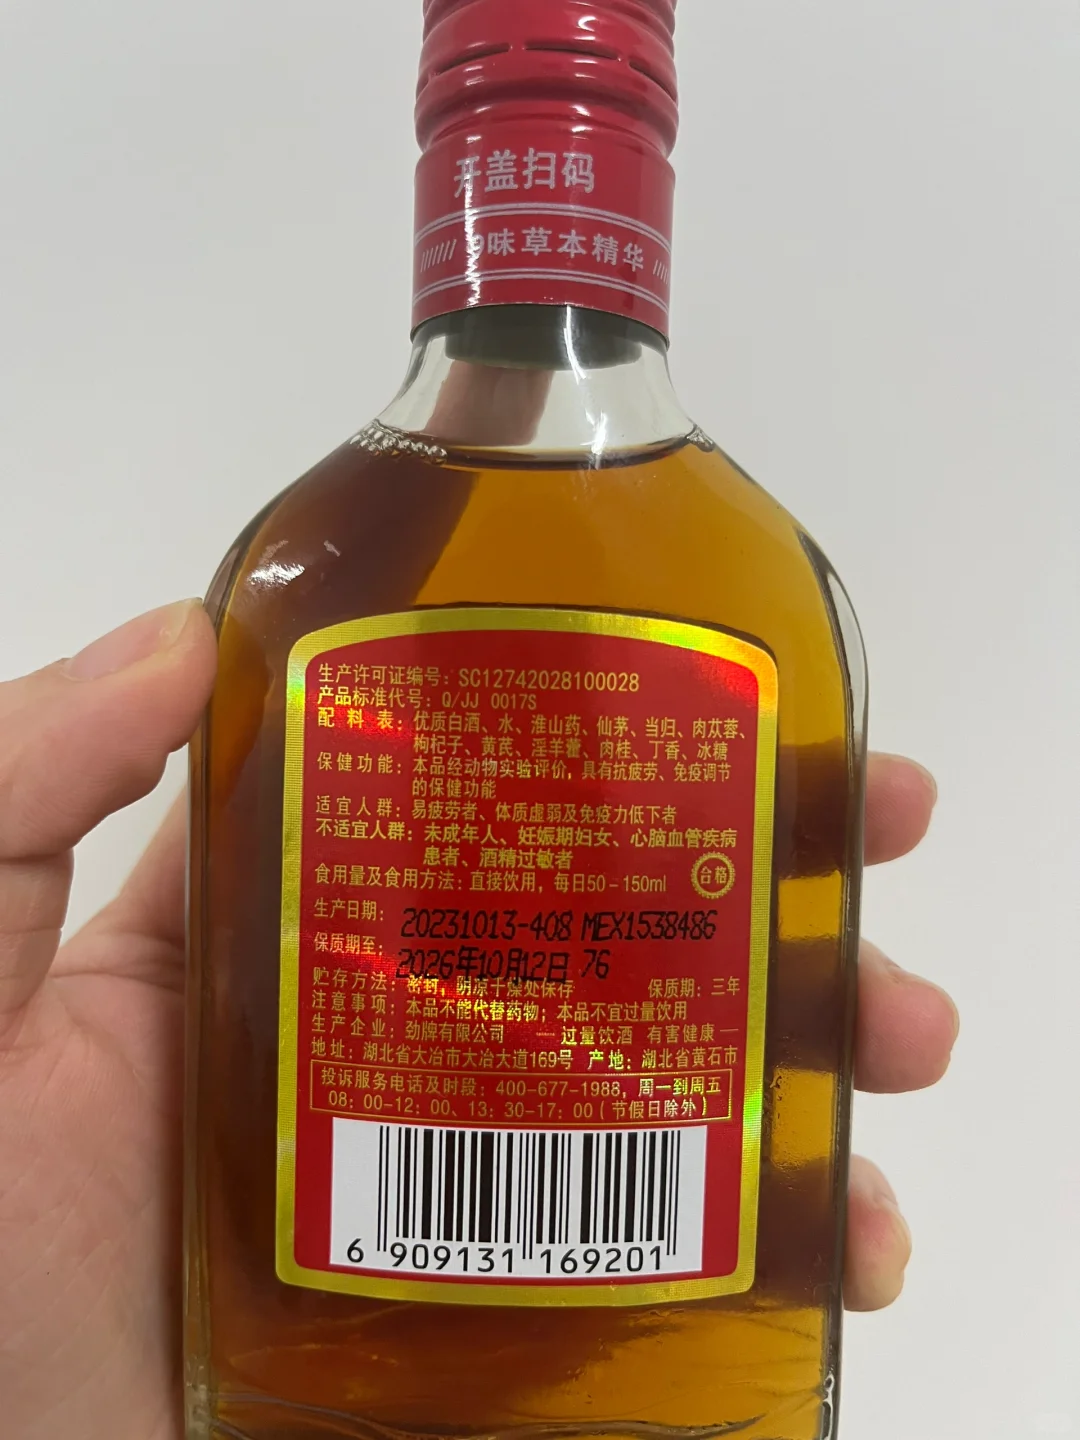 开盖扫码
9味草本精华
生产许可证编号：SC12742028100028
产品标准代号：Q/JJ 0017S
配 料 表：优质白酒、水、淮山药、仙茅、当归、肉苁蓉、
枸杞子、黄芪、淫羊藿、肉桂、丁香、冰糖
保健功能：本品经动物实验评价，具有抗疲劳、免疫调节
的保健功能
适宜人群：易疲劳者、体质虚弱及免疫力低下者
不适宜人群：未成年人、妊娠期妇女、心脑血管疾病
患者、酒精过敏者
合格
食用量及食用方法：直接饮用，每日50-150ml
生产日期：20231013-408 MEX1538486
保质期至：2026年10月12日 76
贮存方法：密封，阴凉干燥处保存 保质期：三年
注意事项：本品不能代替药物；本品不宜过量饮用
生产企业：劲牌有限公司 —过量饮酒 有害健康—
地址：湖北省大冶市大冶大道169号 产地：湖北省黄石市
投诉服务电话及时段：400-677-1988，周一到周五
08：00-12：00、13：30-17：00（节假日除外）
6 909131 169201